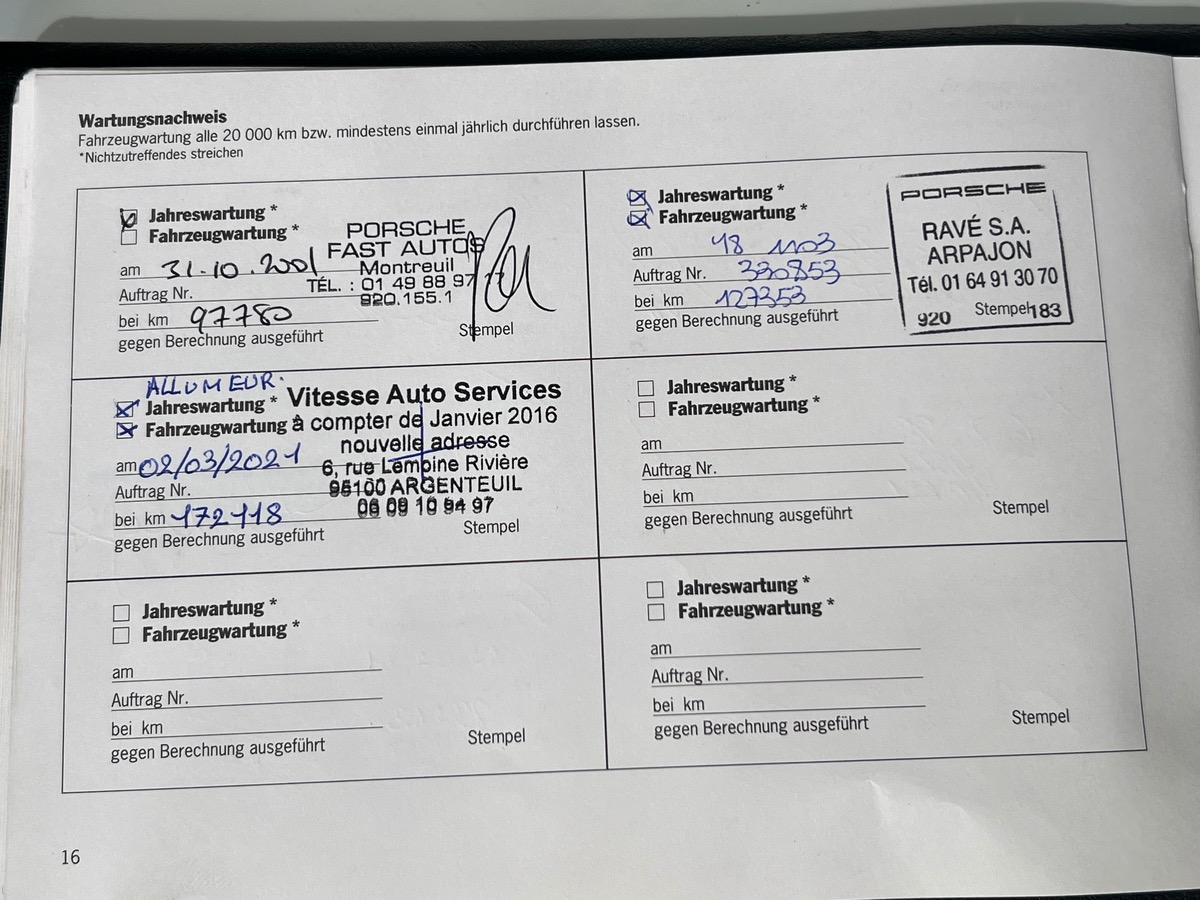 Wartungsnachweis
Fahrzeugwartung alle 20 000 km bzw. mindestens einmal jährlich durchführen lassen.
*Nichtzutreffendes streichen
Jahreswartung *
Fahrzeugwartung *
am 31.10.2001
Auftrag Nr.
bei km 97780
gegen Berechnung ausgeführt
PORSCHE
FAST AUTOS
Montreuil
TÉL. : 01 49 88 97
920.155.1
Stempel
Jahreswartung *
Fahrzeugwartung *
am 18 1103
Auftrag Nr. 330853
bei km 127353
gegen Berechnung ausgeführt
PORSCHE
RAVÉ S.A.
ARPAJON
Tél. 01 64 91 30 70
920 Stempel 183
ALLUMEUR.
Jahreswartung *
Fahrzeugwartung
am 02/03/2021
Auftrag Nr.
bei km 172118
gegen Berechnung ausgeführt
Vitesse Auto Services
à compter de Janvier 2016
nouvelle adresse
6, rue Lemoine Rivière
95100 ARGENTEUIL
06 09 10 94 97
Stempel
Jahreswartung *
Fahrzeugwartung *
am
Auftrag Nr.
bei km
gegen Berechnung ausgeführt
Stempel
Jahreswartung *
Fahrzeugwartung *
am
Auftrag Nr.
bei km
gegen Berechnung ausgeführt
Stempel
Jahreswartung *
Fahrzeugwartung *
am
Auftrag Nr.
bei km
gegen Berechnung ausgeführt
Stempel
16